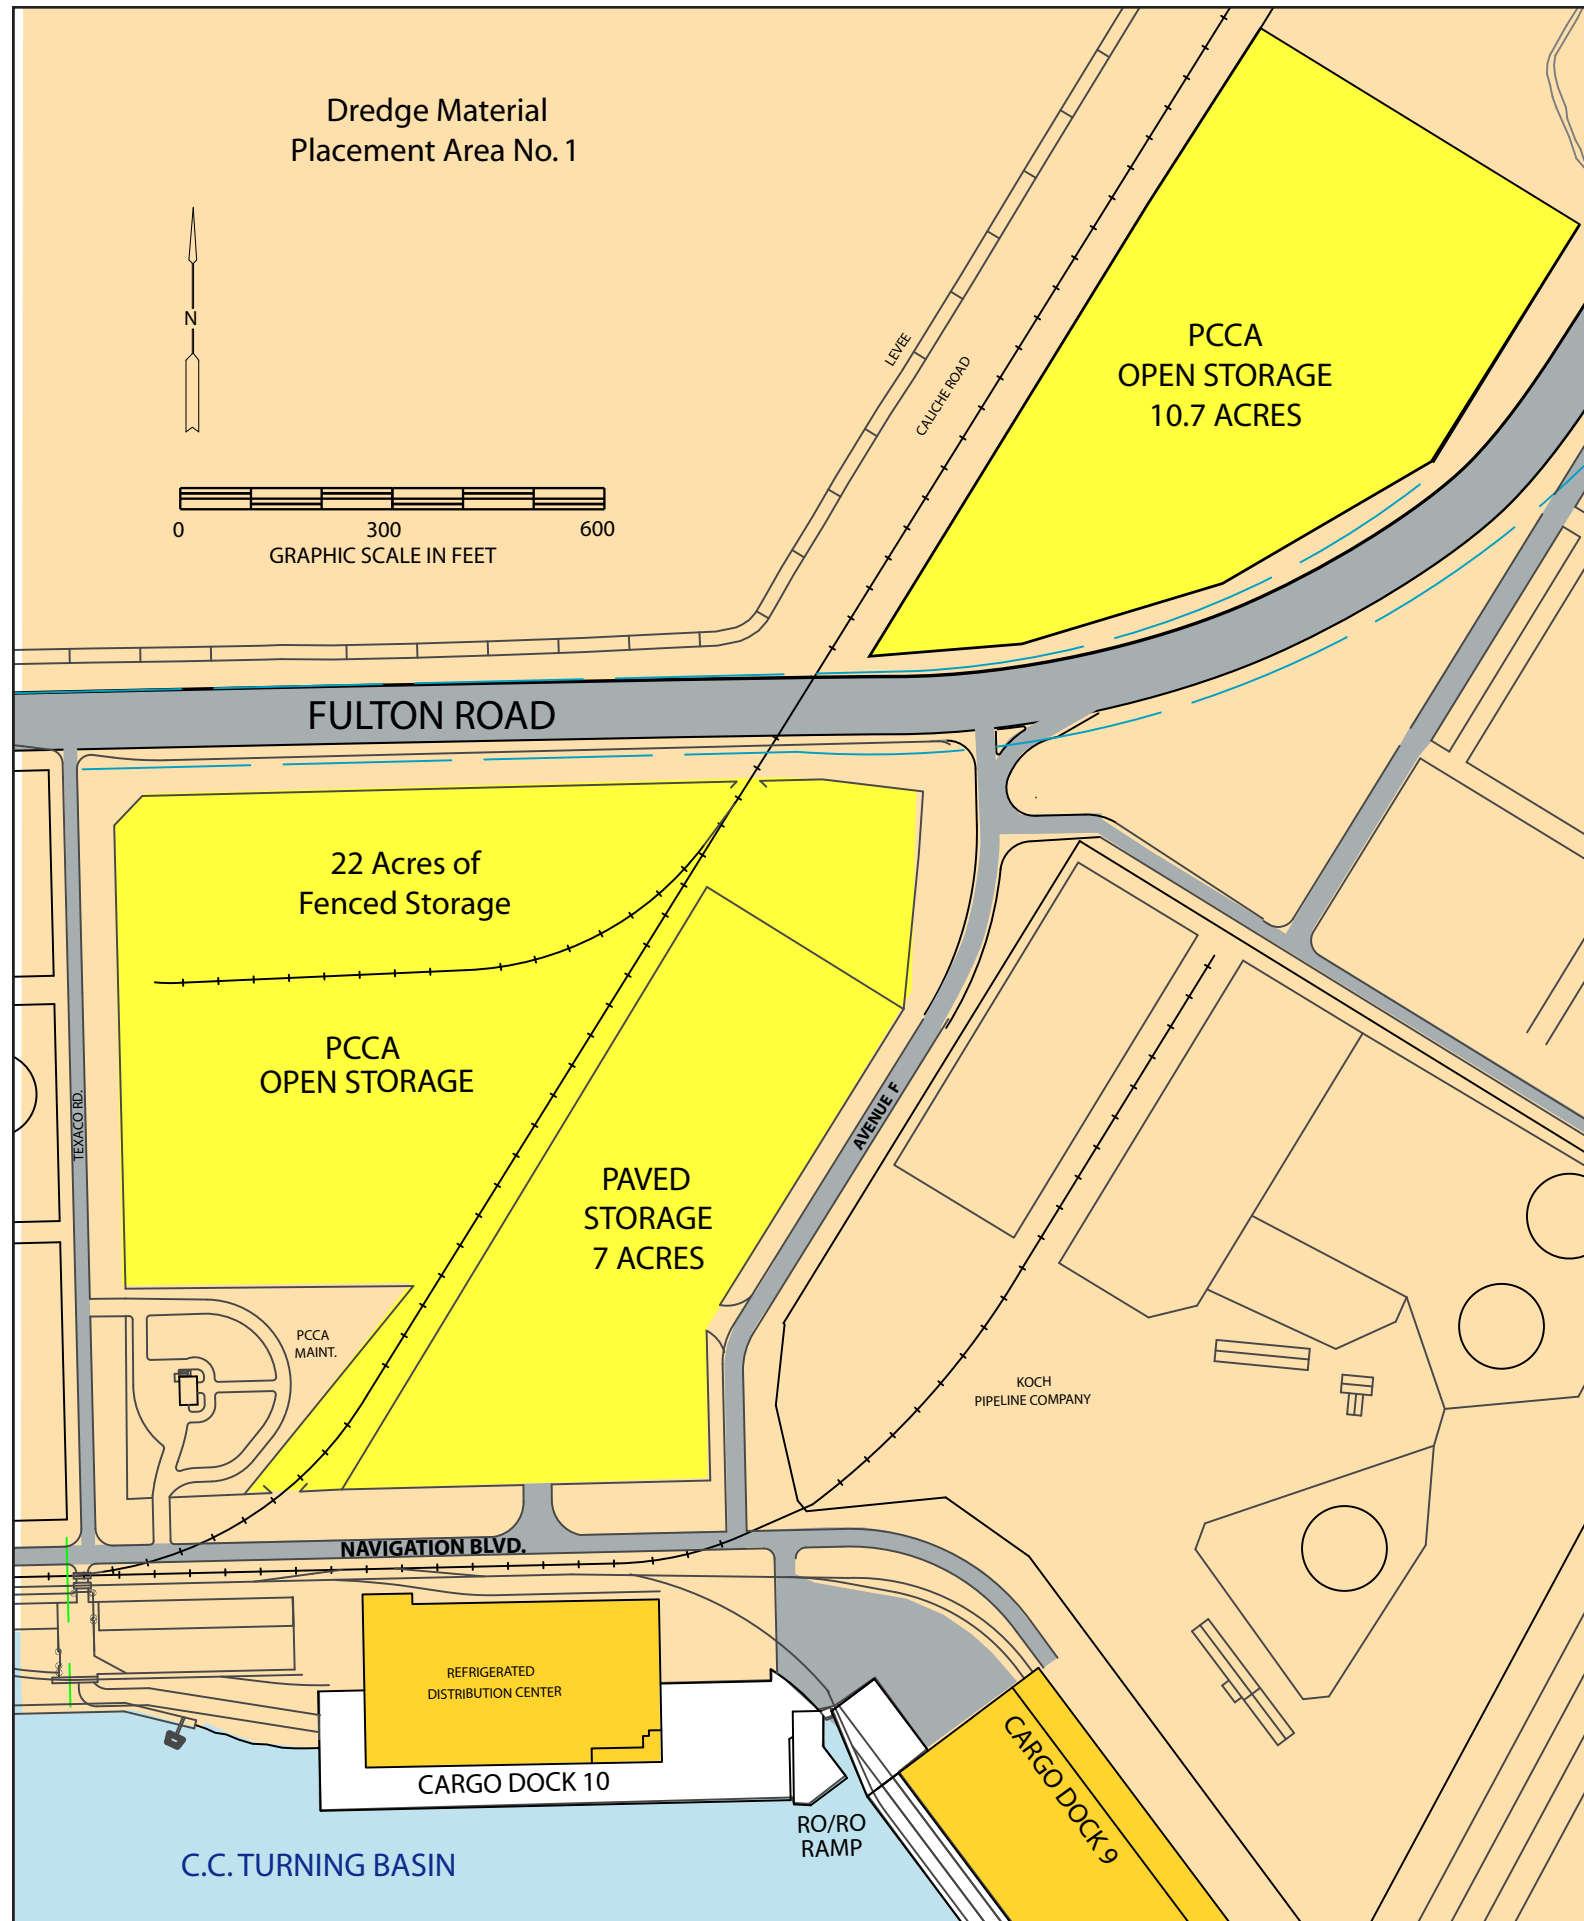 Dredge Material
Placement Area No. 1
N
0 300 600
GRAPHIC SCALE IN FEET
LEVEE
CALICHE ROAD
PCCA
OPEN STORAGE
10.7 ACRES
FULTON ROAD
22 Acres of
Fenced Storage
PCCA
OPEN STORAGE
TEXACO RD.
AVENUE F
PAVED
STORAGE
7 ACRES
PCCA
MAINT.
KOCH
PIPELINE COMPANY
NAVIGATION BLVD.
REFRIGERATED
DISTRIBUTION CENTER
CARGO DOCK 10
CARGO DOCK 9
RO/RO
RAMP
C.C. TURNING BASIN